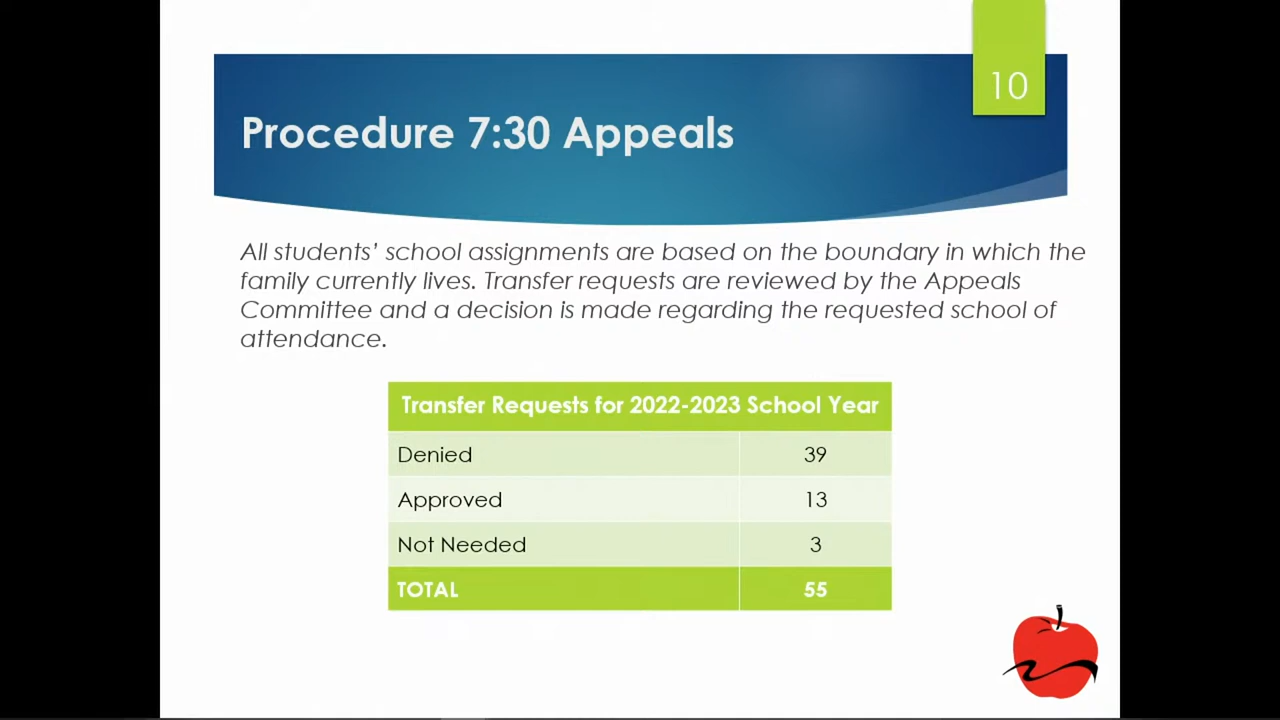 10
Procedure 7:30 Appeals
All students’ school assignments are based on the boundary in which the
family currently lives. Transfer requests are reviewed by the Appeals
Committee and a decision is made regarding the requested school of
attendance.
Transfer Requests for 2022-2023 School Year
Denied 39
Approved 13
Not Needed 3
TOTAL 55